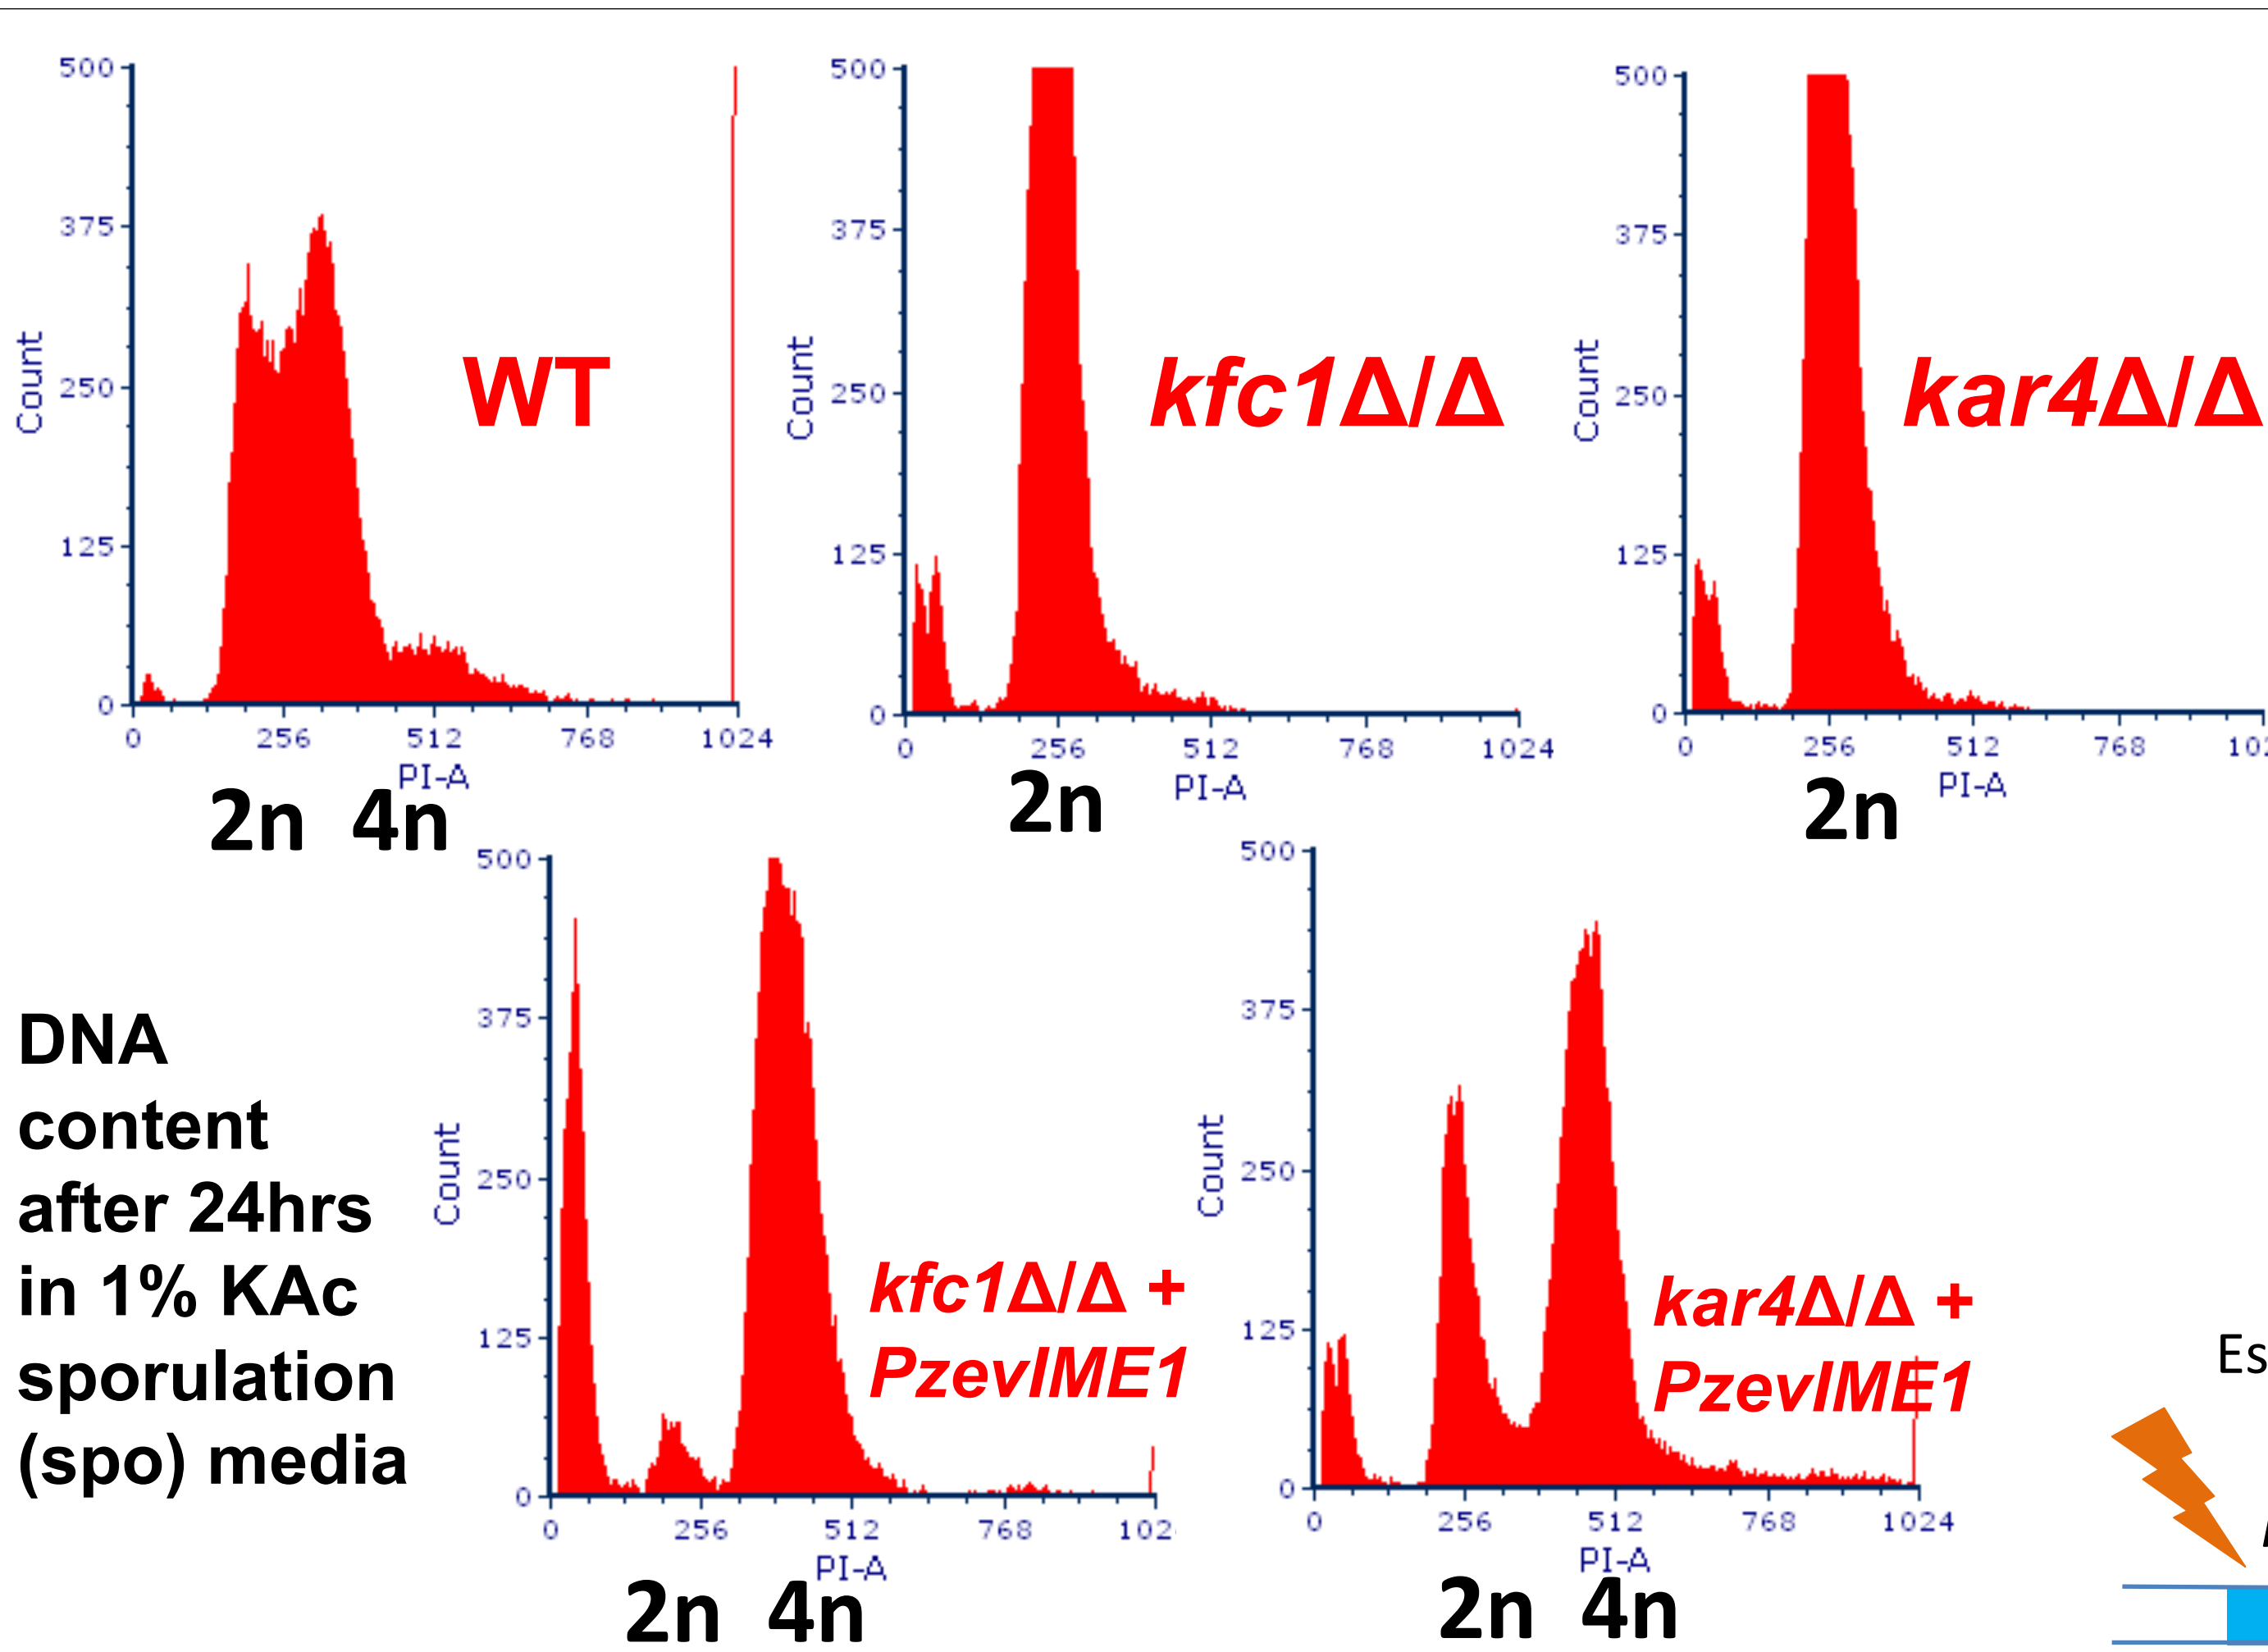 500
375
250
125
0
Count
0 256 512 768 1024
PI-A
WT
2n 4n
500
375
250
125
0
Count
0 256 512 768 1024
PI-A
kfc1Δ/Δ
2n
500
375
250
125
0
Count
0 256 512 768 102
PI-A
kar4Δ/Δ
2n
DNA
content
after 24hrs
in 1% KAc
sporulation
(spo) media
500
375
250
125
0
Count
0 256 512 768 102
PI-A
kfc1Δ/Δ +
PzevIME1
2n 4n
500
375
250
125
0
Count
0 256 512 768 1024
PI-A
kar4Δ/Δ +
PzevIME1
2n 4n
Es